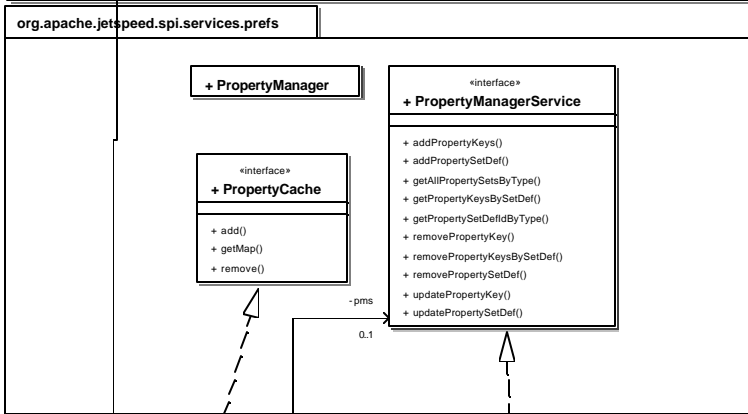 org.apache.jetspeed.spi.services.prefs
+ PropertyManager
«interface»
+ PropertyManagerService
+ addPropertyKeys()
+ addPropertySetDef()
+ getAllPropertySetsByType()
+ getPropertyKeysBySetDef()
+ getPropertySetDefIdByType()
+ removePropertyKey()
+ removePropertyKeysBySetDef()
+ removePropertySetDef()
+ updatePropertyKey()
+ updatePropertySetDef()
«interface»
+ PropertyCache
+ add()
+ getMap()
+ remove()
-pms
0..1